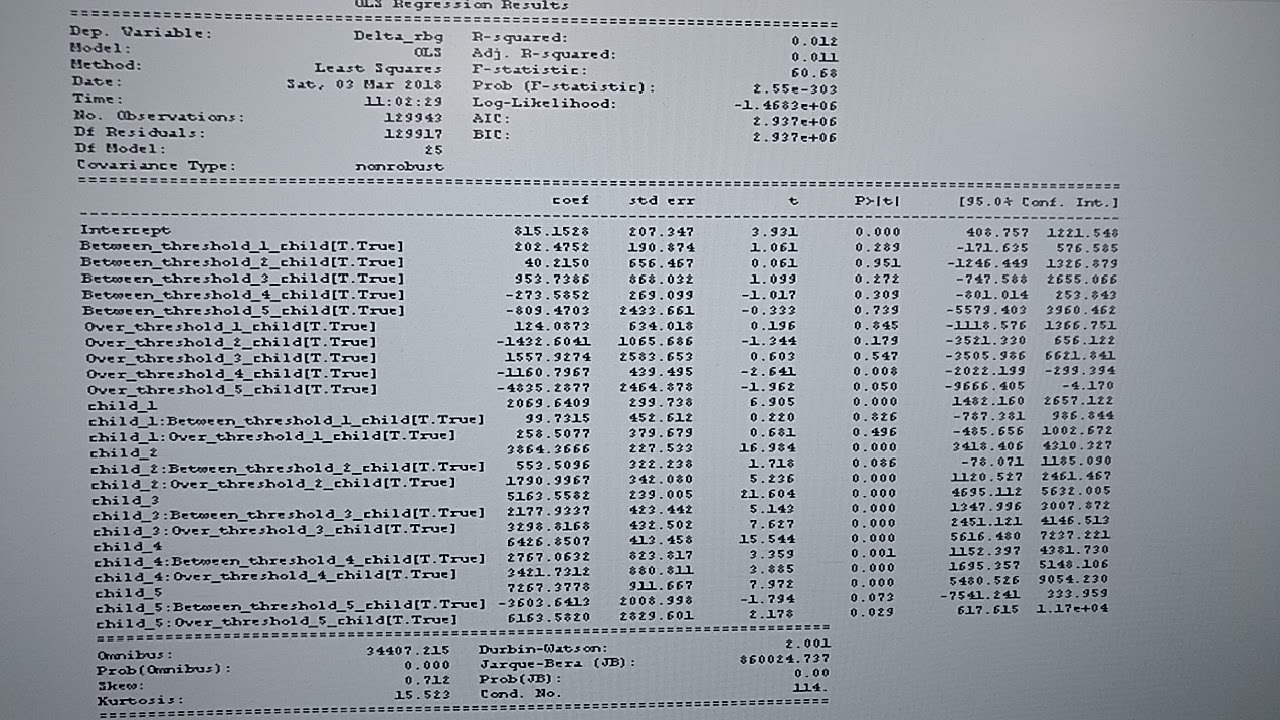 OLS Regression Results
==============================================================================
Dep. Variable: Delta_rbg R-squared: 0.012
Model: OLS Adj. R-squared: 0.011
Method: Least Squares F-statistic: 60.68
Date: Sat, 03 Mar 2018 Prob (F-statistic): 2.55e-303
Time: 11:02:29 Log-Likelihood: -1.4683e+06
No. Observations: 129943 AIC: 2.937e+06
Df Residuals: 129917 BIC: 2.937e+06
Df Model: 25
Covariance Type: nonrobust
==============================================================================
coef std err t P>|t| [95.0% Conf. Int.]
------------------------------------------------------------------------------
Intercept 815.1528 207.347 3.931 0.000 408.757 1221.548
Between_threshold_1_child[T.True] 202.4752 190.874 1.061 0.289 -171.635 576.585
Between_threshold_2_child[T.True] 40.2150 656.467 0.061 0.951 -1246.449 1326.879
Between_threshold_3_child[T.True] 953.7386 868.032 1.099 0.272 -747.588 2655.066
Between_threshold_4_child[T.True] -273.5852 269.099 -1.017 0.309 -801.014 253.843
Between_threshold_5_child[T.True] -809.4703 2433.661 -0.333 0.739 -5579.403 3960.462
Over_threshold_1_child[T.True] 124.0873 634.018 0.196 0.845 -1118.576 1366.751
Over_threshold_2_child[T.True] -1432.6041 1065.686 -1.344 0.179 -3521.330 656.122
Over_threshold_3_child[T.True] 1557.9274 2583.653 0.603 0.547 -3505.986 6621.841
Over_threshold_4_child[T.True] -1160.7967 439.495 -2.641 0.008 -2022.199 -299.394
Over_threshold_5_child[T.True] -4835.2877 2464.878 -1.962 0.050 -9666.405 -4.170
child_1 2069.6409 299.738 6.905 0.000 1482.160 2657.122
child_1:Between_threshold_1_child[T.True] 99.7315 452.612 0.220 0.826 -787.381 986.844
child_1:Over_threshold_1_child[T.True] 258.5077 379.679 0.681 0.496 -485.656 1002.672
child_2 3864.3666 227.533 16.984 0.000 3418.406 4310.327
child_2:Between_threshold_2_child[T.True] 553.5096 322.238 1.718 0.086 -78.071 1185.090
child_2:Over_threshold_2_child[T.True] 1790.9967 342.080 5.236 0.000 1120.527 2461.467
child_3 5163.5582 239.005 21.604 0.000 4695.112 5632.005
child_3:Between_threshold_3_child[T.True] 2177.9337 423.442 5.143 0.000 1347.996 3007.872
child_3:Over_threshold_3_child[T.True] 3298.8168 432.502 7.627 0.000 2451.121 4146.513
child_4 6426.8507 413.458 15.544 0.000 5616.480 7237.221
child_4:Between_threshold_4_child[T.True] 2767.0632 823.817 3.359 0.001 1152.397 4381.730
child_4:Over_threshold_4_child[T.True] 3421.7312 880.811 3.885 0.000 1695.357 5148.106
child_5 7267.3778 911.667 7.972 0.000 5480.526 9054.230
child_5:Between_threshold_5_child[T.True] -3603.6413 2008.998 -1.794 0.073 -7541.241 333.959
child_5:Over_threshold_5_child[T.True] 6163.5820 2829.601 2.178 0.029 617.615 1.17e+04
==============================================================================
Omnibus: 34407.215 Durbin-Watson: 2.001
Prob(Omnibus): 0.000 Jarque-Bera (JB): 860024.737
Skew: 0.712 Prob(JB): 0.00
Kurtosis: 15.523 Cond. No. 114.
==============================================================================